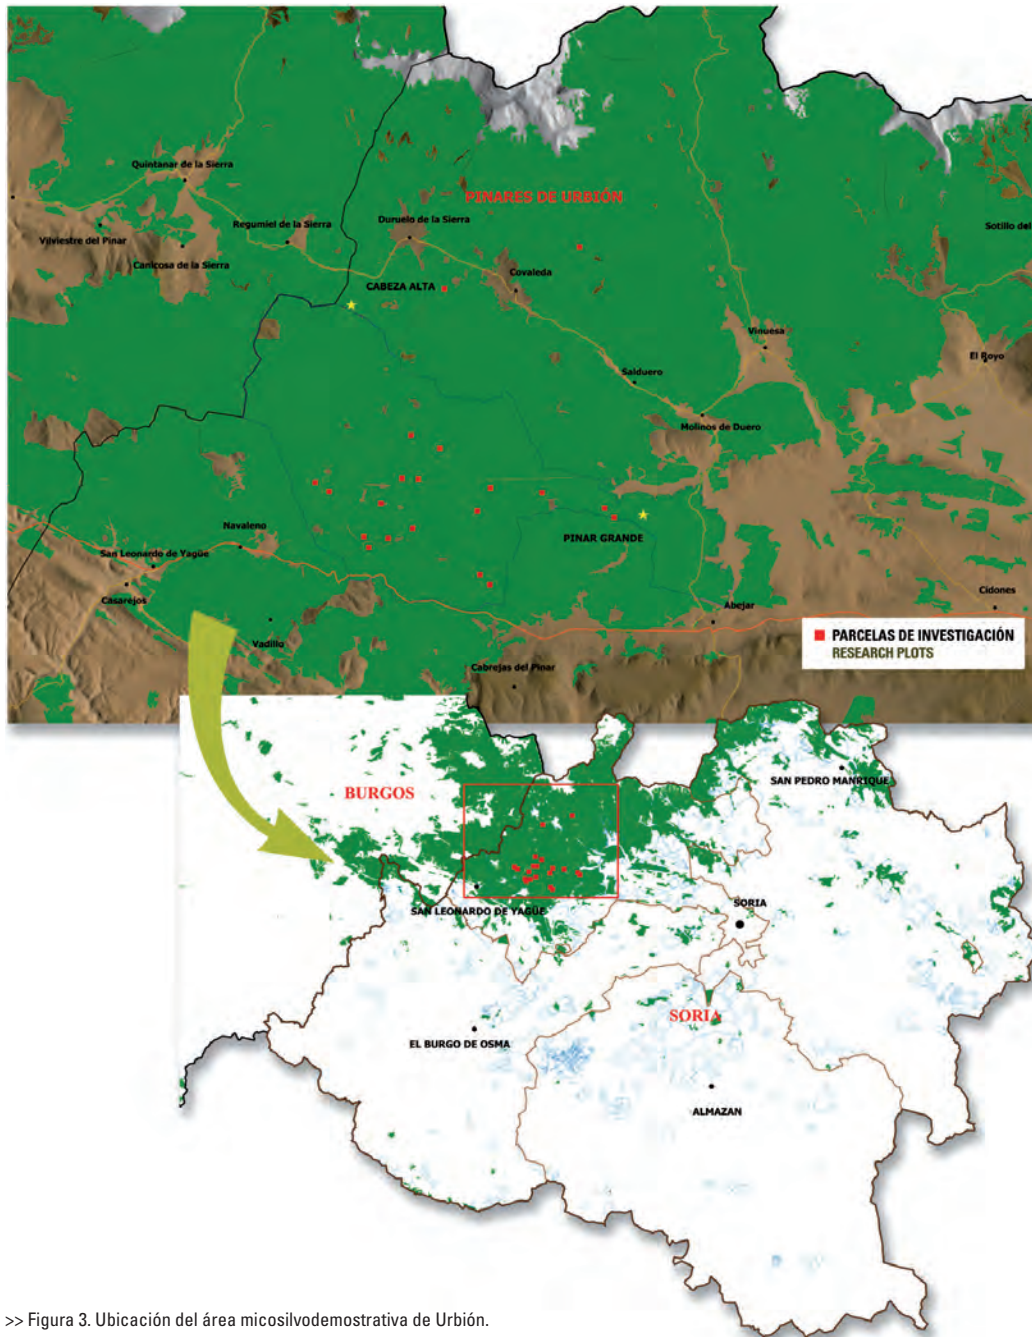 Quintanar de la Sierra
PINARES DE URBIÓN
Regumiel de la Sierra
Duruelo de la Sierra
Sotillo del
Vilviestre del Pinar
Canicosa de la Sierra
Covaleda
CABEZA ALTA
Vinuesa
El Royo
Salduero
Molinos de Duero
Navaleno
PINAR GRANDE
San Leonardo de Yagüe
Casarejos
Cidones
Abejar
Vadillo
PARCELAS DE INVESTIGACIÓN
RESEARCH PLOTS
Cabrejas del Pinar
SAN PEDRO MANRIQUE
BURGOS
SAN LEONARDO DE YAGÜE
SORIA
SORIA
EL BURGO DE OSMA
ALMAZAN
>> Figura 3. Ubicación del área micosilvodemostrativa de Urbión.